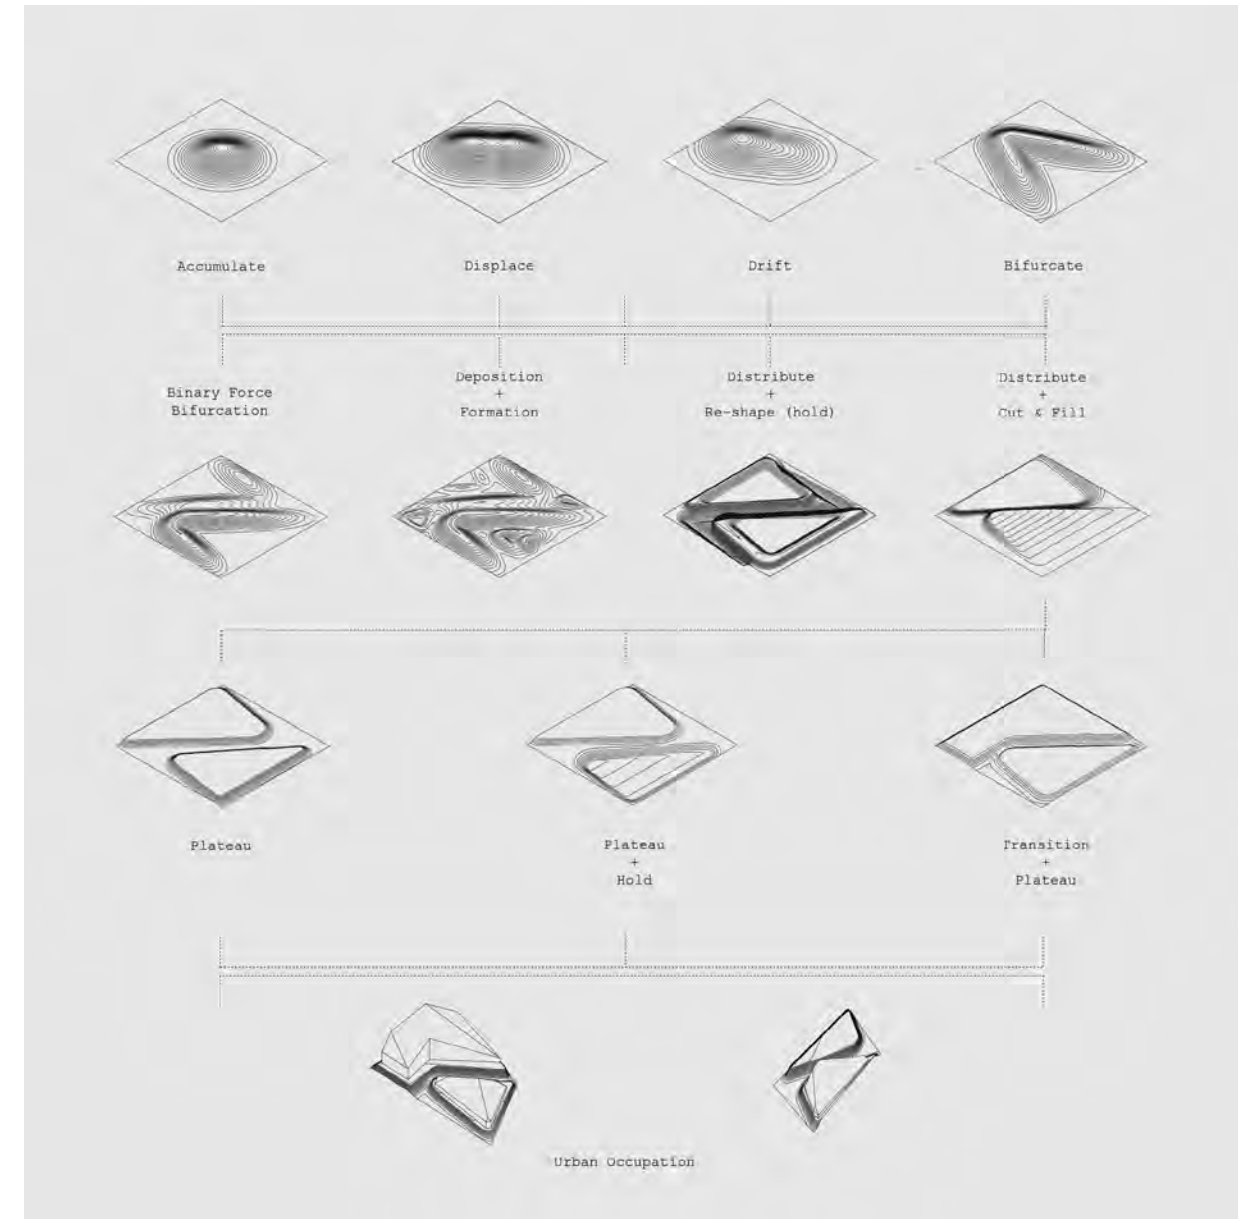 Accumulate
Displace
Drift
Bifurcate
Binary Force
Bifurcation
Deposition
+
Formation
Distribute
+
Re-shape (hold)
Distribute
+
Cut & Fill
Plateau
Plateau
+
Hold
Transition
+
Plateau
Urban Occupation